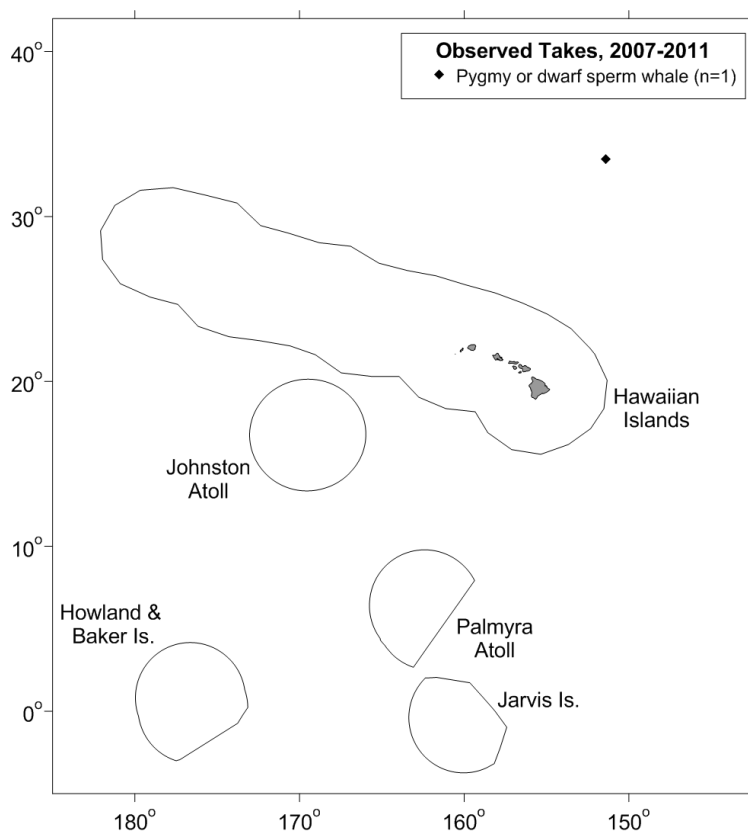 Observed Takes, 2007-2011
Pygmy or dwarf sperm whale (n=1)
40°
30°
20°
10°
0°
Hawaiian
Islands
Johnston
Atoll
Howland &
Baker Is.
Palmyra
Atoll
Jarvis Is.
180°
170°
160°
150°